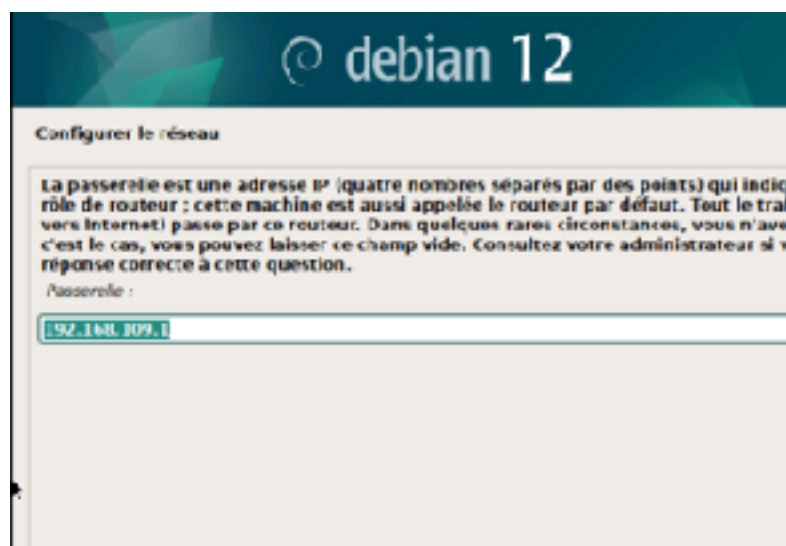 debian 12
Configurer le réseau
La passerelle est une adresse IP (quatre nombres séparés par des points) qui indiq
rôle de routeur ; cette machine est aussi appelée le routeur par défaut. Tout le tra
vers Internet) passe par ce routeur. Dans quelques rares circonstances, vous n'ave
c'est le cas, vous pouvez laisser ce champ vide. Consultez votre administrateur si v
réponse correcte à cette question.
Passerelle :
192.168.109.1